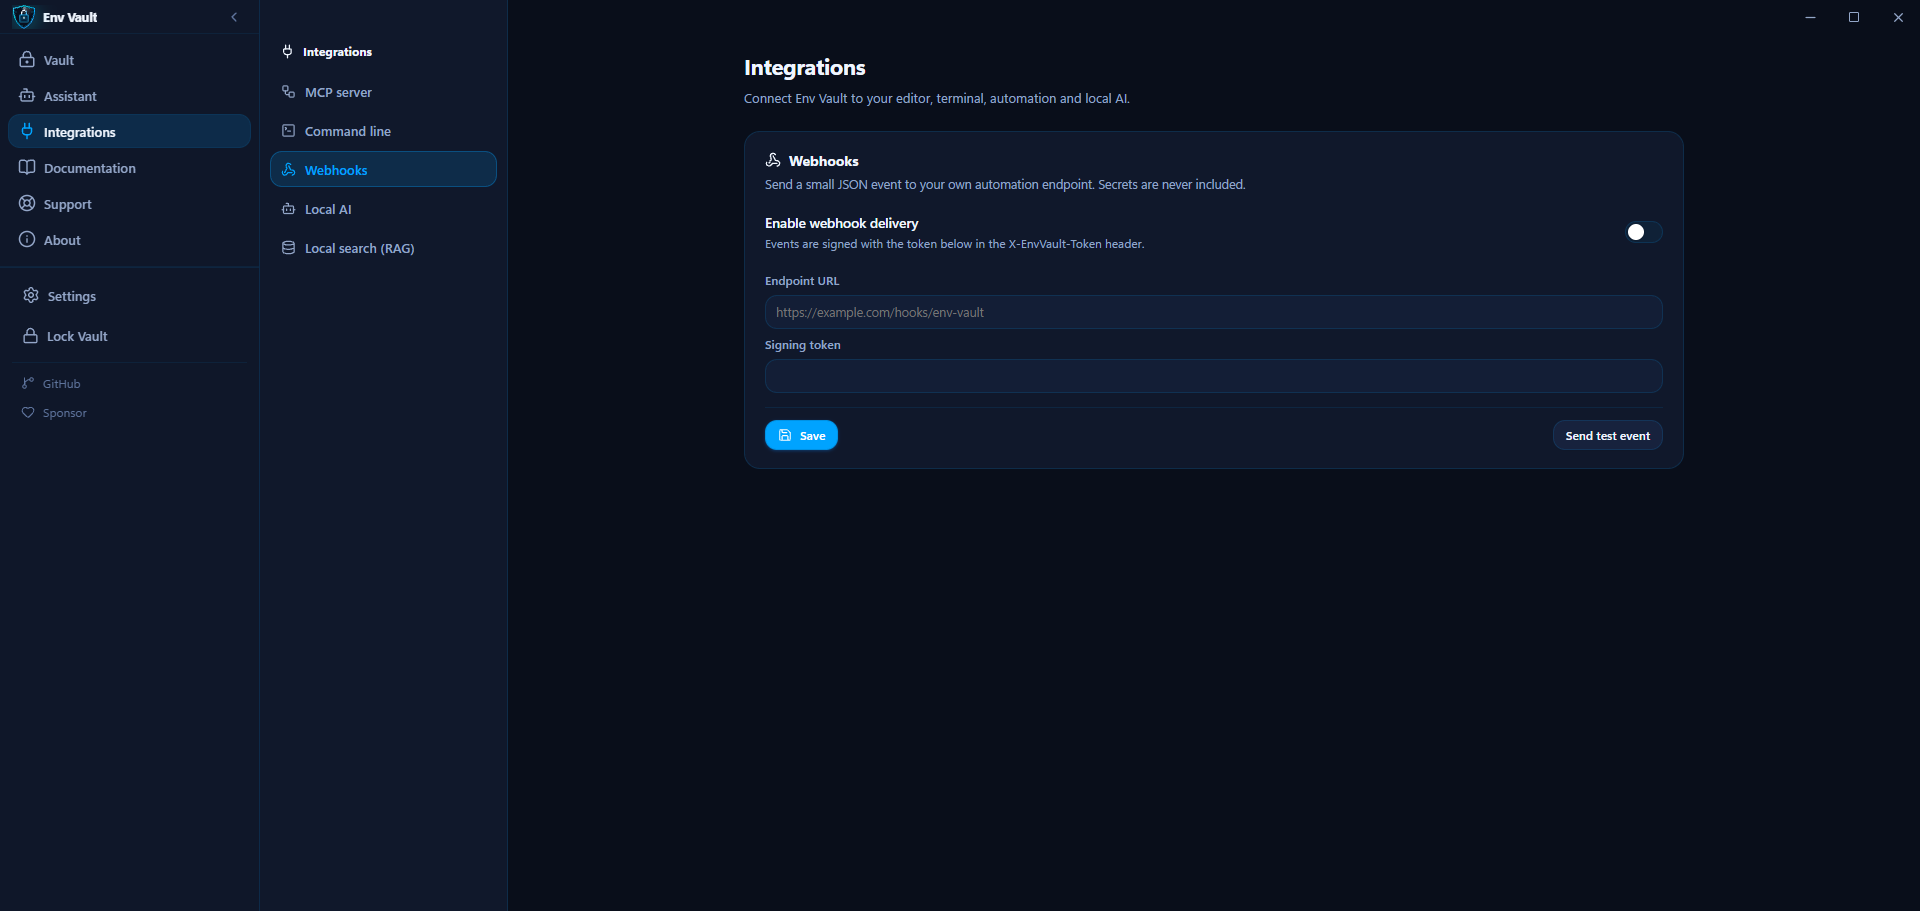 Env Vault
Vault
Assistant
Integrations
Documentation
Support
About
Settings
Lock Vault
GitHub
Sponsor
Integrations
MCP server
Command line
Webhooks
Local AI
Local search (RAG)
Integrations
Connect Env Vault to your editor, terminal, automation and local AI.
Webhooks
Send a small JSON event to your own automation endpoint. Secrets are never included.
Enable webhook delivery
Events are signed with the token below in the X-EnvVault-Token header.
Endpoint URL
https://example.com/hooks/env-vault
Signing token
Save
Send test event